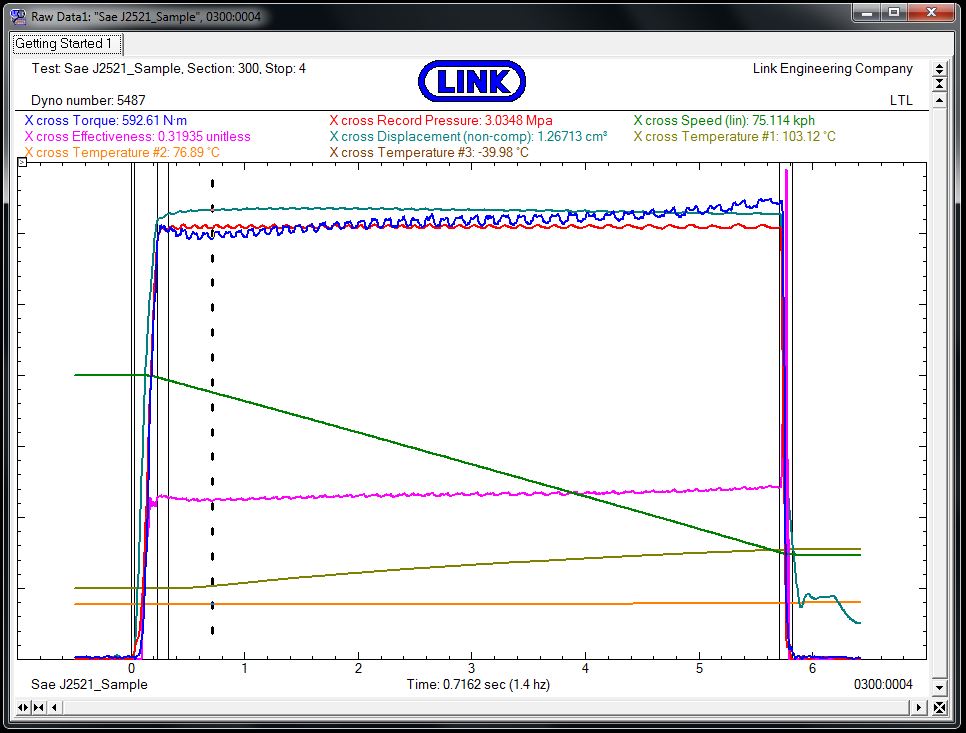 Raw Data1: "Sae J2521_Sample", 0300:0004
Getting Started 1
Test: Sae J2521_Sample, Section: 300, Stop: 4
LINK
Link Engineering Company
Dyno number: 5487
LTL
X cross Torque: 592.61 N·m
X cross Record Pressure: 3.0348 Mpa
X cross Speed (lin): 75.114 kph
X cross Effectiveness: 0.31935 unitless
X cross Displacement (non-comp): 1.26713 cm³
X cross Temperature #1: 103.12 °C
X cross Temperature #2: 76.89 °C
X cross Temperature #3: -39.98 °C
0 1 2 3 4 5 6
Sae J2521_Sample
Time: 0.7162 sec (1.4 hz)
0300:0004